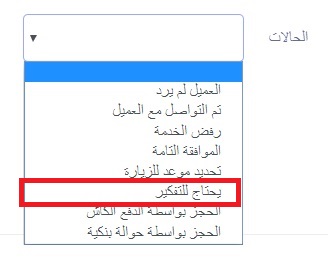 الحالات
العميل لم يرد
تم التواصل مع العميل
رفض الخدمة
الموافقة التامة
تحديد موعد للزيارة
يحتاج للتفكير
الحجز بواسطة الدفع الكاش
الحجز بواسطة حوالة بنكية